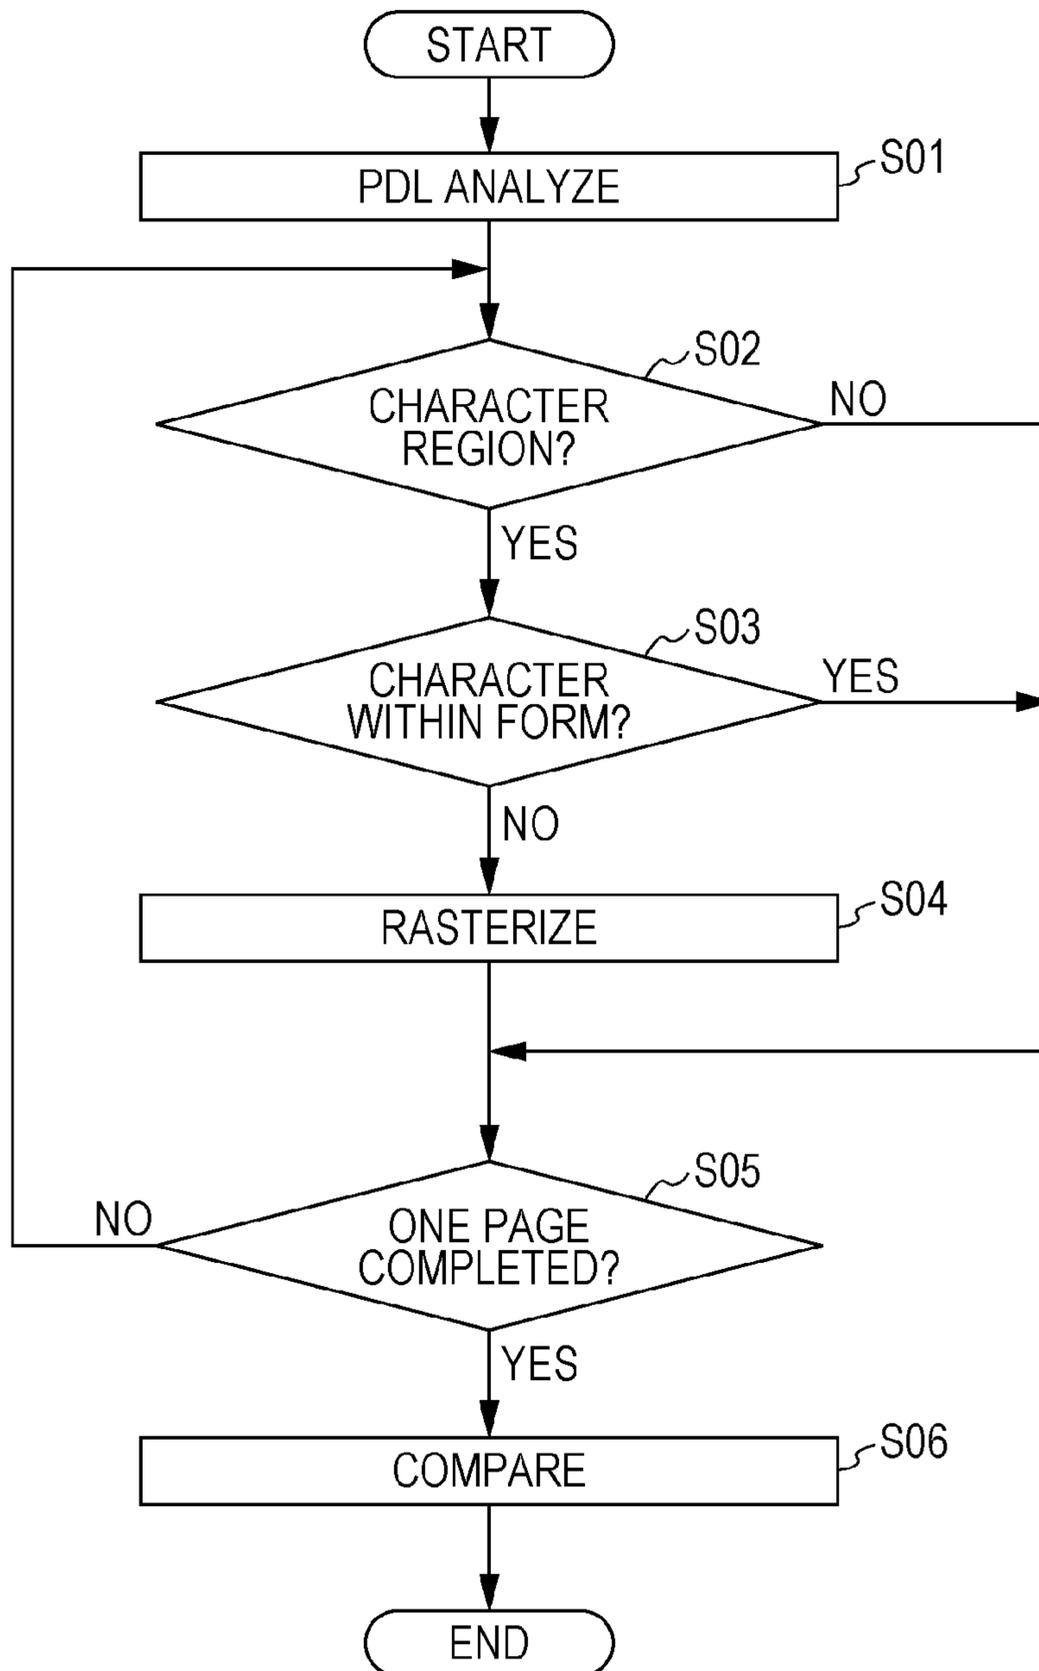 START
PDL ANALYZE
S01
S02
CHARACTER
REGION?
NO
YES
S03
CHARACTER
WITHIN FORM?
YES
NO
S04
RASTERIZE
S05
ONE PAGE
COMPLETED?
NO
YES
S06
COMPARE
END